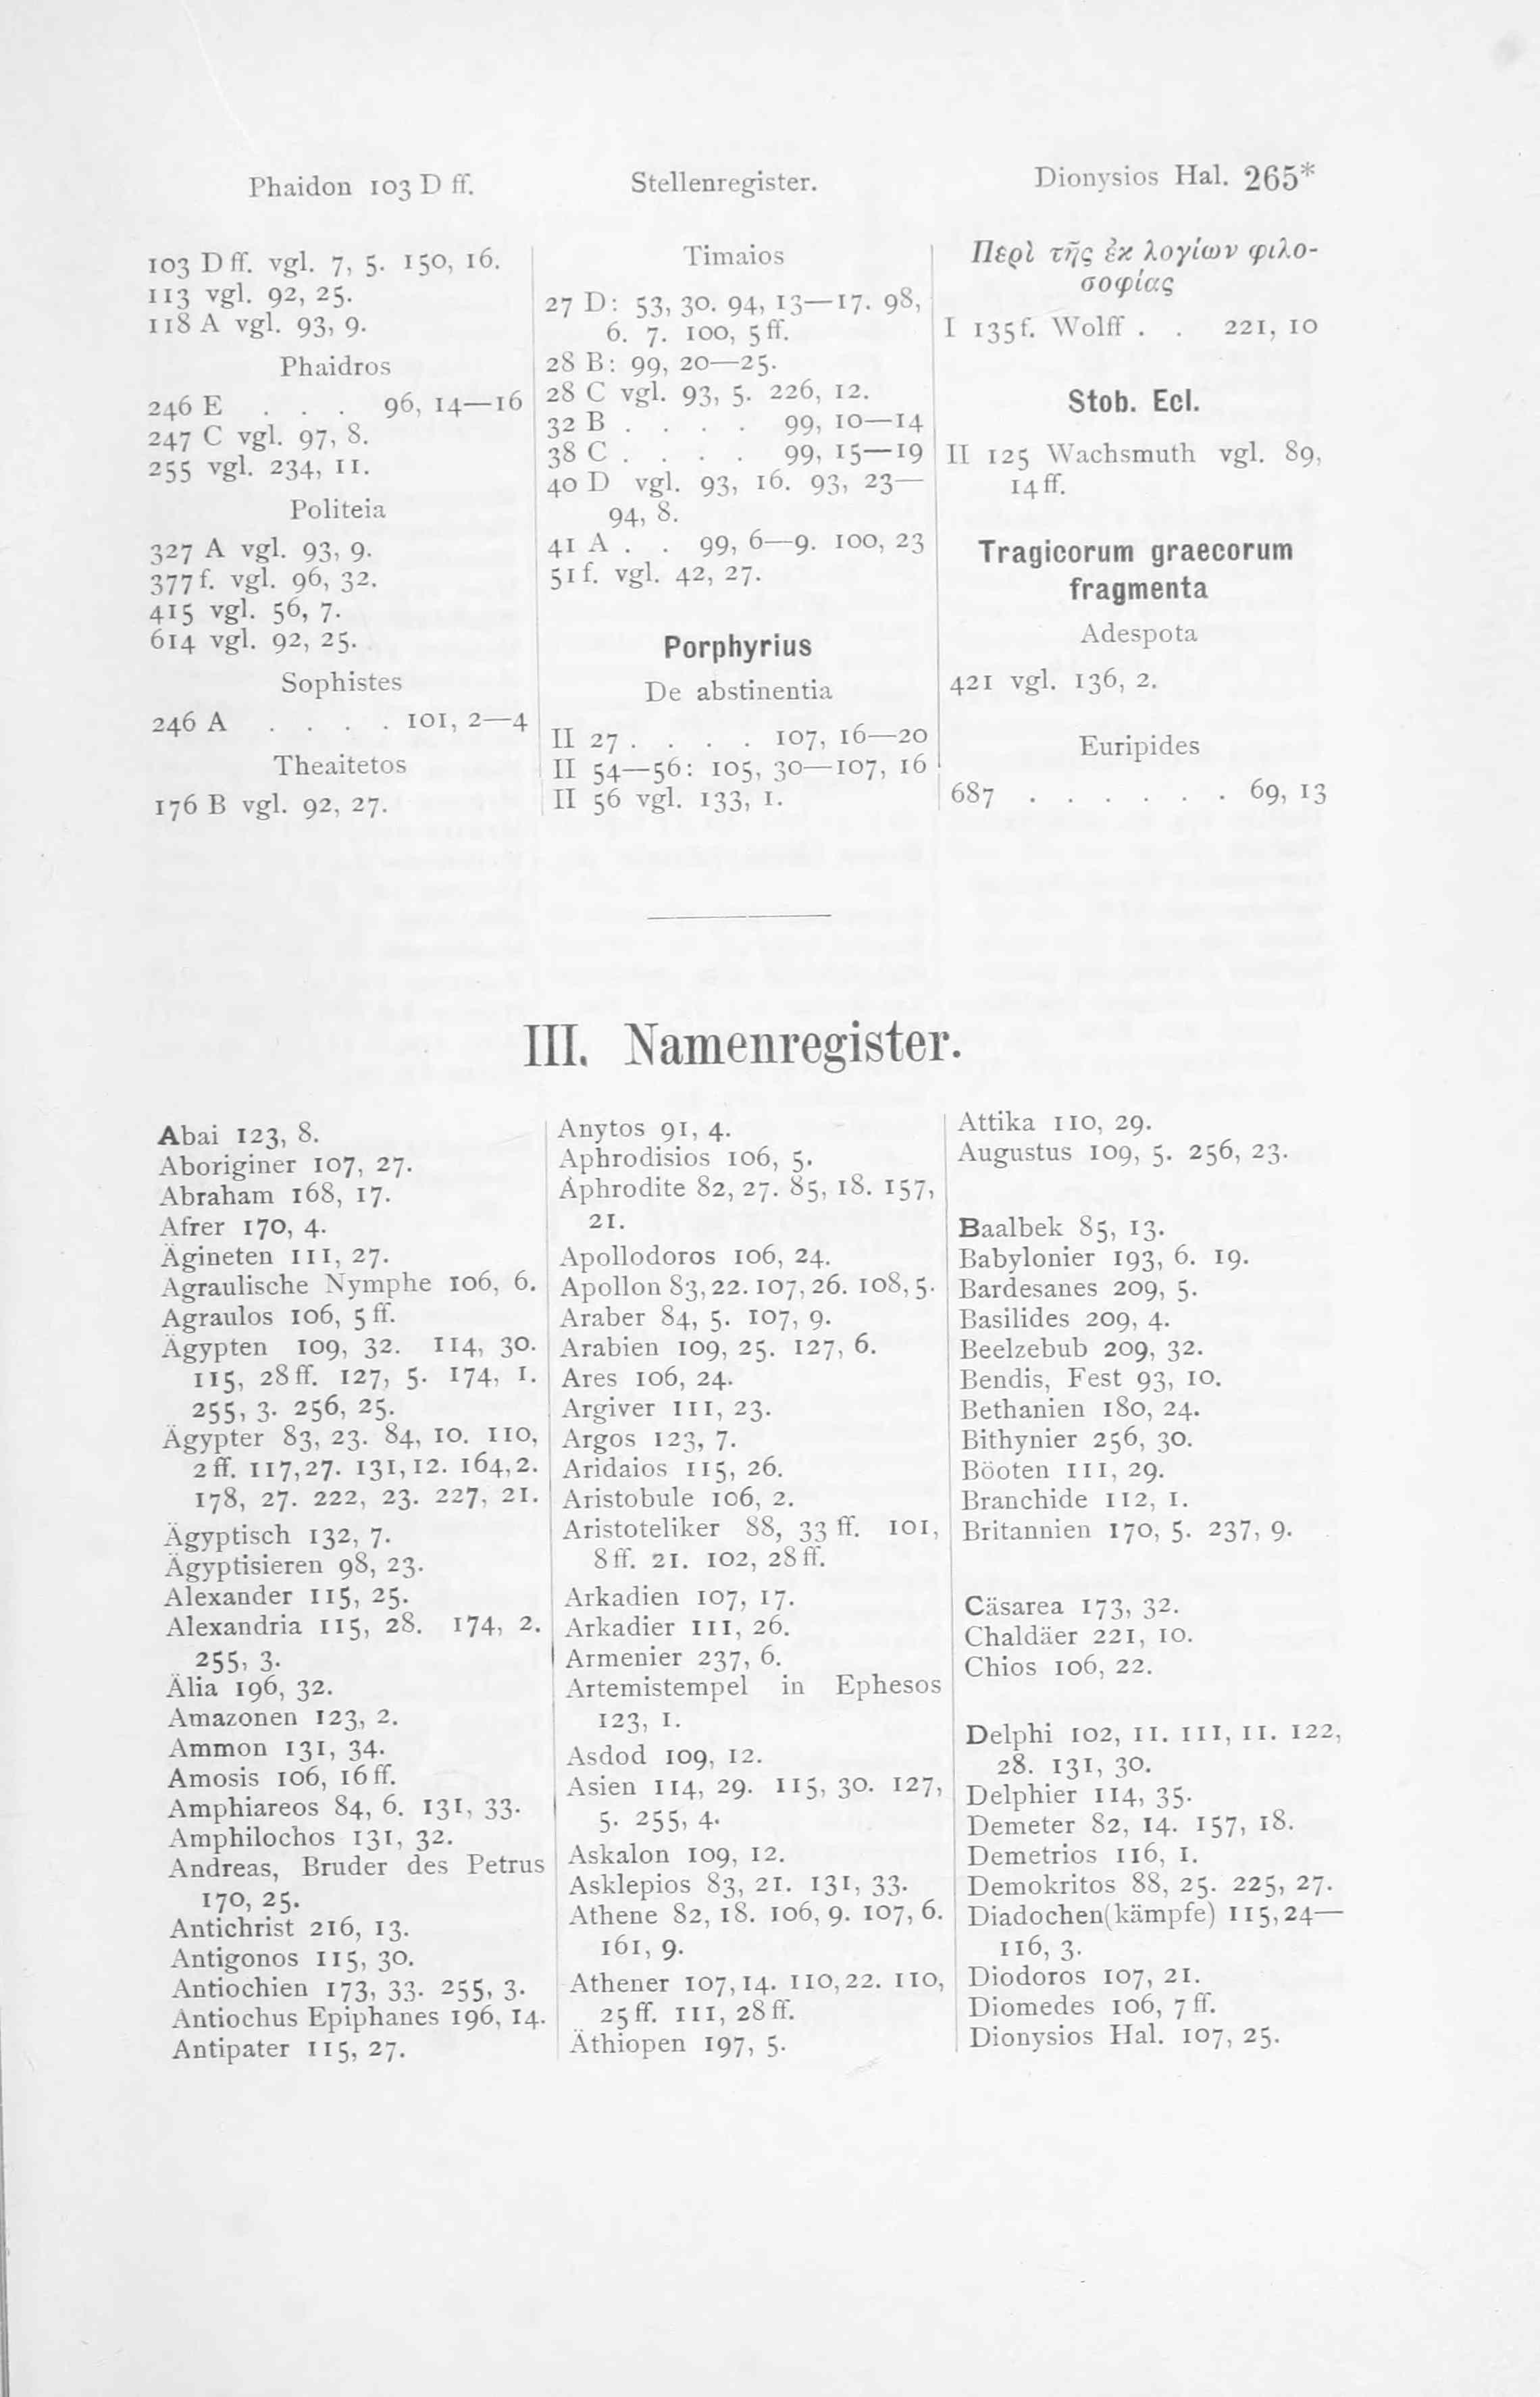 Phaidon 103 D ff.
Stellenregister.
Dionysios Hal. 265*
103 D ff. vgl. 7, 5. 150, 16.
113 vgl. 92, 25.
118 A vgl. 93, 9.
Phaidros
246 E . . . 96, 14—16
247 C vgl. 97, 8.
255 vgl. 234, 11.
Politeia
327 A vgl. 93, 9.
377 f. vgl. 96, 32.
415 vgl. 56, 7.
614 vgl. 92, 25.
Sophistes
246 A . . . . 101, 2—4
Theaitetos
176 B vgl. 92, 27.
Timaios
27 D: 53, 30. 94, 13—17. 98,
6. 7. 100, 5 ff.
28 B: 99, 20—25.
28 C vgl. 93, 5. 226, 12.
32 B . . . . 99, 10—14
38 C . . . . 99, 15—19
40 D vgl. 93, 16. 93, 23—
94, 8.
41 A . . 99, 6—9. 100, 23
51 f. vgl. 42, 27.
Porphyrius
De abstinentia
II 27 . . . . 107, 16—20
II 54—56: 105, 30—107, 16
II 56 vgl. 133, 1.
Περὶ τῆς ἐκ λογίων φιλο-
σοφίας
I 135 f. Wolff . . 221, 10
Stob. Ecl.
II 125 Wachsmuth vgl. 89,
14 ff.
Tragicorum graecorum
fragmenta
Adespota
421 vgl. 136, 2.
Euripides
687 . . . . . . 69, 13
III. Namenregister.
Abai 123, 8.
Aboriginer 107, 27.
Abraham 168, 17.
Afrer 170, 4.
Ägineten 111, 27.
Agraulische Nymphe 106, 6.
Agraulos 106, 5 ff.
Ägypten 109, 32. 114, 30.
115, 28 ff. 127, 5. 174, 1.
255, 3. 256, 25.
Ägypter 83, 23. 84, 10. 110,
2 ff. 117, 27. 131, 12. 164, 2.
178, 27. 222, 23. 227, 21.
Ägyptisch 132, 7.
Ägyptisieren 98, 23.
Alexander 115, 25.
Alexandria 115, 28. 174, 2.
255, 3.
Älia 196, 32.
Amazonen 123, 2.
Ammon 131, 34.
Amosis 106, 16 ff.
Amphiareos 84, 6. 131, 33.
Amphilochos 131, 32.
Andreas, Bruder des Petrus
170, 25.
Antichrist 216, 13.
Antigonos 115, 30.
Antiochien 173, 33. 255, 3.
Antiochus Epiphanes 196, 14.
Antipater 115, 27.
Anytos 91, 4.
Aphrodisios 106, 5.
Aphrodite 82, 27. 85, 18. 157,
21.
Apollodoros 106, 24.
Apollon 83, 22. 107, 26. 108, 5.
Araber 84, 5. 107, 9.
Arabien 109, 25. 127, 6.
Ares 106, 24.
Argiver 111, 23.
Argos 123, 7.
Aridaios 115, 26.
Aristobule 106, 2.
Aristoteliker 88, 33 ff. 101,
8 ff. 21. 102, 28 ff.
Arkadien 107, 17.
Arkadier 111, 26.
Armenier 237, 6.
Artemistempel in Ephesos
123, 1.
Asdod 109, 12.
Asien 114, 29. 115, 30. 127,
5. 255, 4.
Askalon 109, 12.
Asklepios 83, 21. 131, 33.
Athene 82, 18. 106, 9. 107, 6.
161, 9.
Athener 107, 14. 110, 22. 110,
25 ff. 111, 28 ff.
Äthiopen 197, 5.
Attika 110, 29.
Augustus 109, 5. 256, 23.
Baalbek 85, 13.
Babylonier 193, 6. 19.
Bardesanes 209, 5.
Basilides 209, 4.
Beelzebub 209, 32.
Bendis, Fest 93, 10.
Bethanien 180, 24.
Bithynier 256, 30.
Böoten 111, 29.
Branchide 112, 1.
Britannien 170, 5. 237, 9.
Cäsarea 173, 32.
Chaldäer 221, 10.
Chios 106, 22.
Delphi 102, 11. 111, 11. 122,
28. 131, 30.
Delphier 114, 35.
Demeter 82, 14. 157, 18.
Demetrios 116, 1.
Demokritos 88, 25. 225, 27.
Diadochen(kämpfe) 115, 24—
116, 3.
Diodoros 107, 21.
Diomedes 106, 7 ff.
Dionysios Hal. 107, 25.